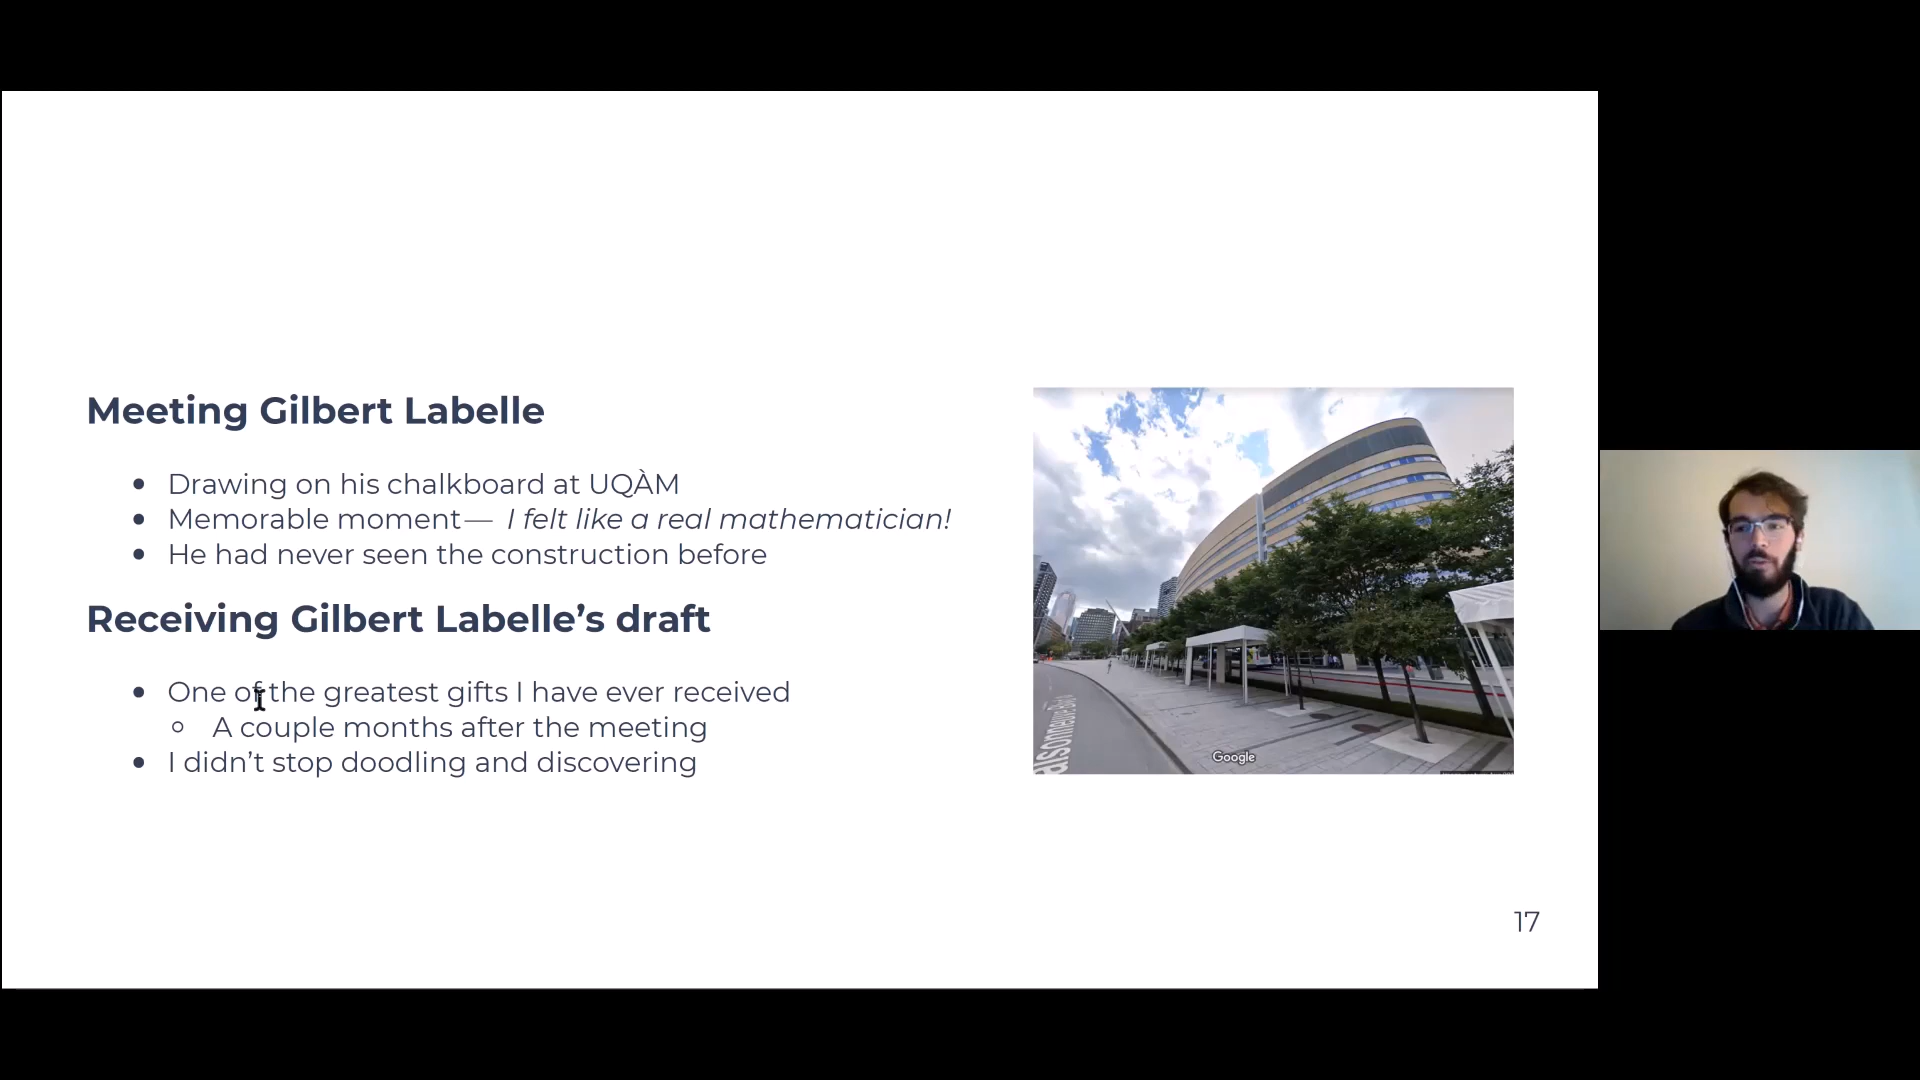 Meeting Gilbert Labelle
● Drawing on his chalkboard at UQÀM
● Memorable moment— I felt like a real mathematician!
● He had never seen the construction before
Receiving Gilbert Labelle’s draft
● One of the greatest gifts I have ever received
○ A couple months after the meeting
● I didn’t stop doodling and discovering
Google
17